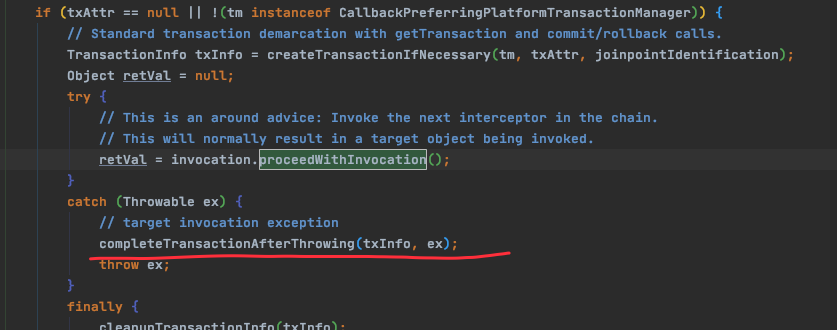 if (txAttr == null || !(tm instanceof CallbackPreferringPlatformTransactionManager)) {
// Standard transaction demarcation with getTransaction and commit/rollback calls.
TransactionInfo txInfo = createTransactionIfNecessary(tm, txAttr, joinpointIdentification);
Object retVal = null;
try {
// This is an around advice: Invoke the next interceptor in the chain.
// This will normally result in a target object being invoked.
retVal = invocation.proceedWithInvocation();
}
catch (Throwable ex) {
// target invocation exception
completeTransactionAfterThrowing(txInfo, ex);
throw ex;
}
finally {
cleanupTransactionInfo(txInfo);